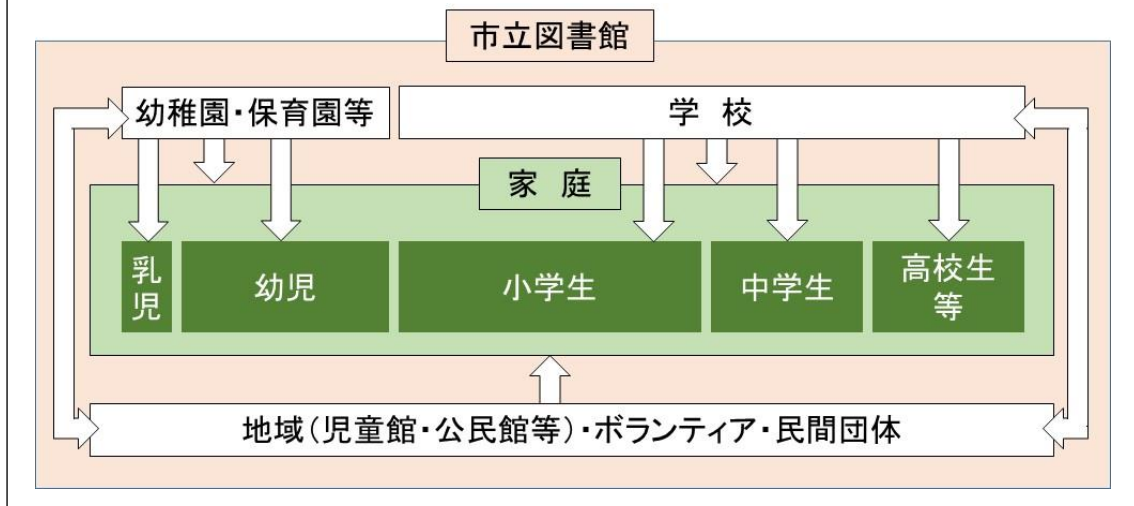 市立図書館
幼稚園・保育園等
学 校
家 庭
乳
児
幼児
小学生
中学生
高校生
等
地域(児童館・公民館等)・ボランティア・民間団体